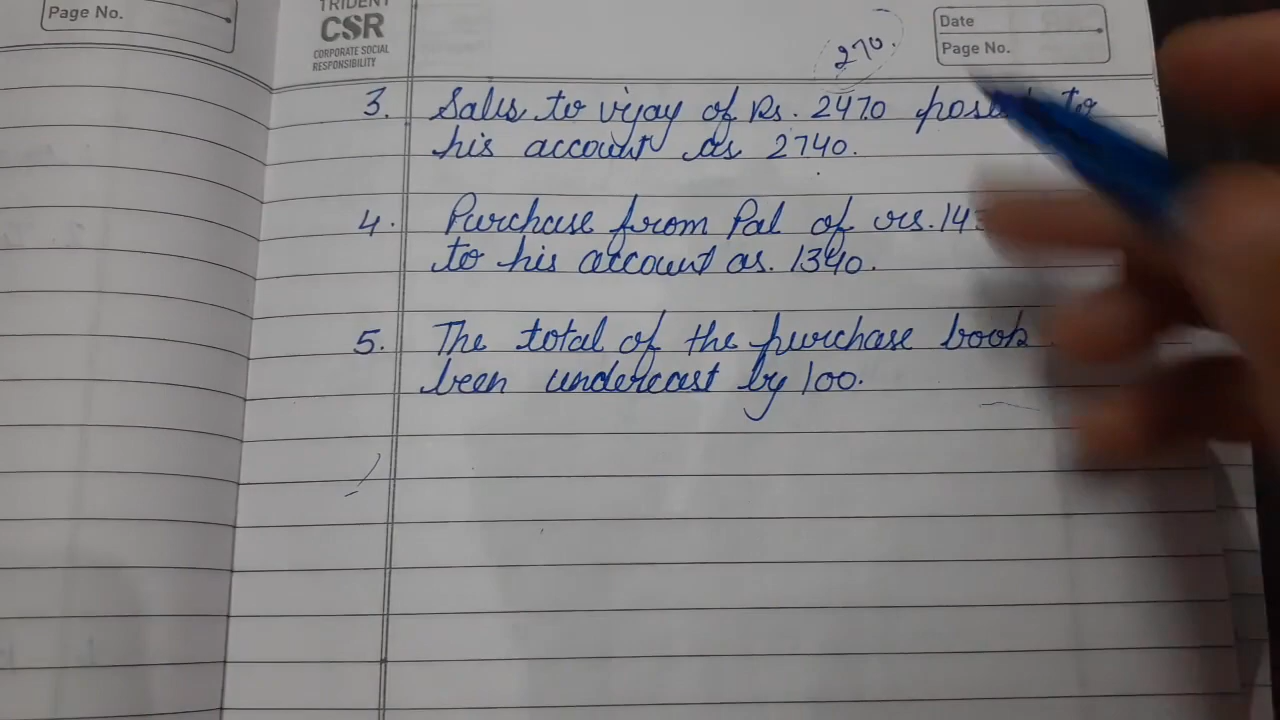 Page No.
TRIDENT
CSR
CORPORATE SOCIAL
RESPONSIBILITY
270.
Date
Page No.
3. Sales to vijay of Rs. 2470 to
his account as 2740.
4. Purchase from Pal of rs.
to his account as. 1340.
5. The total of the purchase book
been undercast by 100.